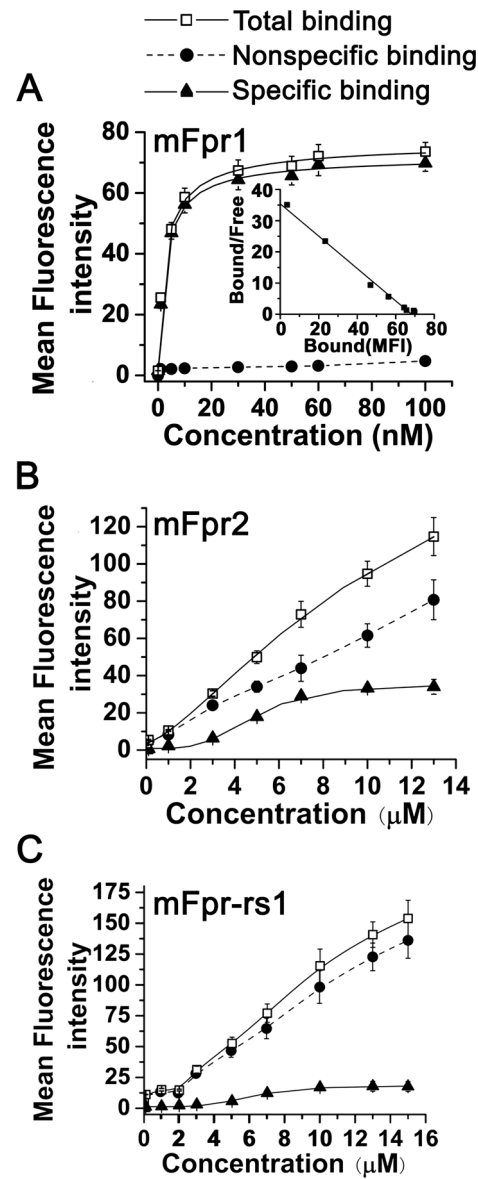 Total binding
Nonspecific binding
Specific binding
A
mFpr1
Mean Fluorescence
intensity
80
60
40
20
0
0 20 40 60 80 100
Concentration (nM)
Bound/Free
40
30
20
10
0
0 20 40 60 80
Bound(MFI)
B
mFpr2
Mean Fluorescence
intensity
120
100
80
60
40
20
0
0 2 4 6 8 10 12 14
Concentration (μM)
C
mFpr-rs1
Mean Fluorescence
intensity
175
150
125
100
75
50
25
0
0 2 4 6 8 10 12 14 16
Concentration (μM)